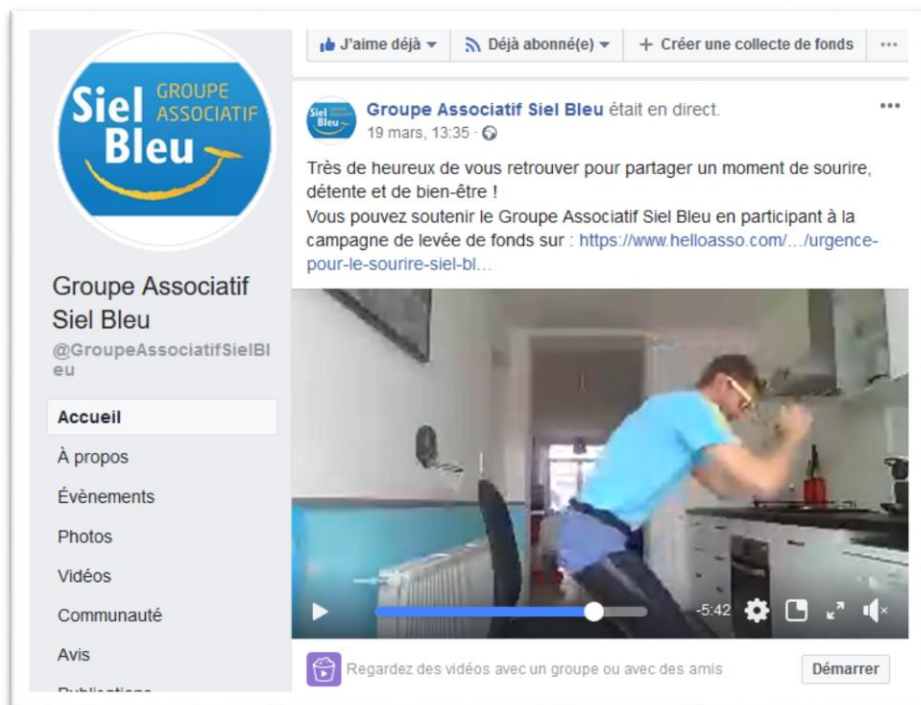 Siel Bleu
GROUPE
ASSOCIATIF
Groupe Associatif
Siel Bleu
@GroupeAssociatifSielBl
eu
Accueil
À propos
Évènements
Photos
Vidéos
Communauté
Avis
Publications
J'aime déjà
Déjà abonné(e)
+ Créer une collecte de fonds
...
Siel Bleu
Groupe Associatif Siel Bleu était en direct.
19 mars, 13:35 ·
Très de heureux de vous retrouver pour partager un moment de sourire,
détente et de bien-être !
Vous pouvez soutenir le Groupe Associatif Siel Bleu en participant à la
campagne de levée de fonds sur : https://www.helloasso.com/.../urgence-
pour-le-sourire-siel-bl...
-5:42
Regardez des vidéos avec un groupe ou avec des amis
Démarrer